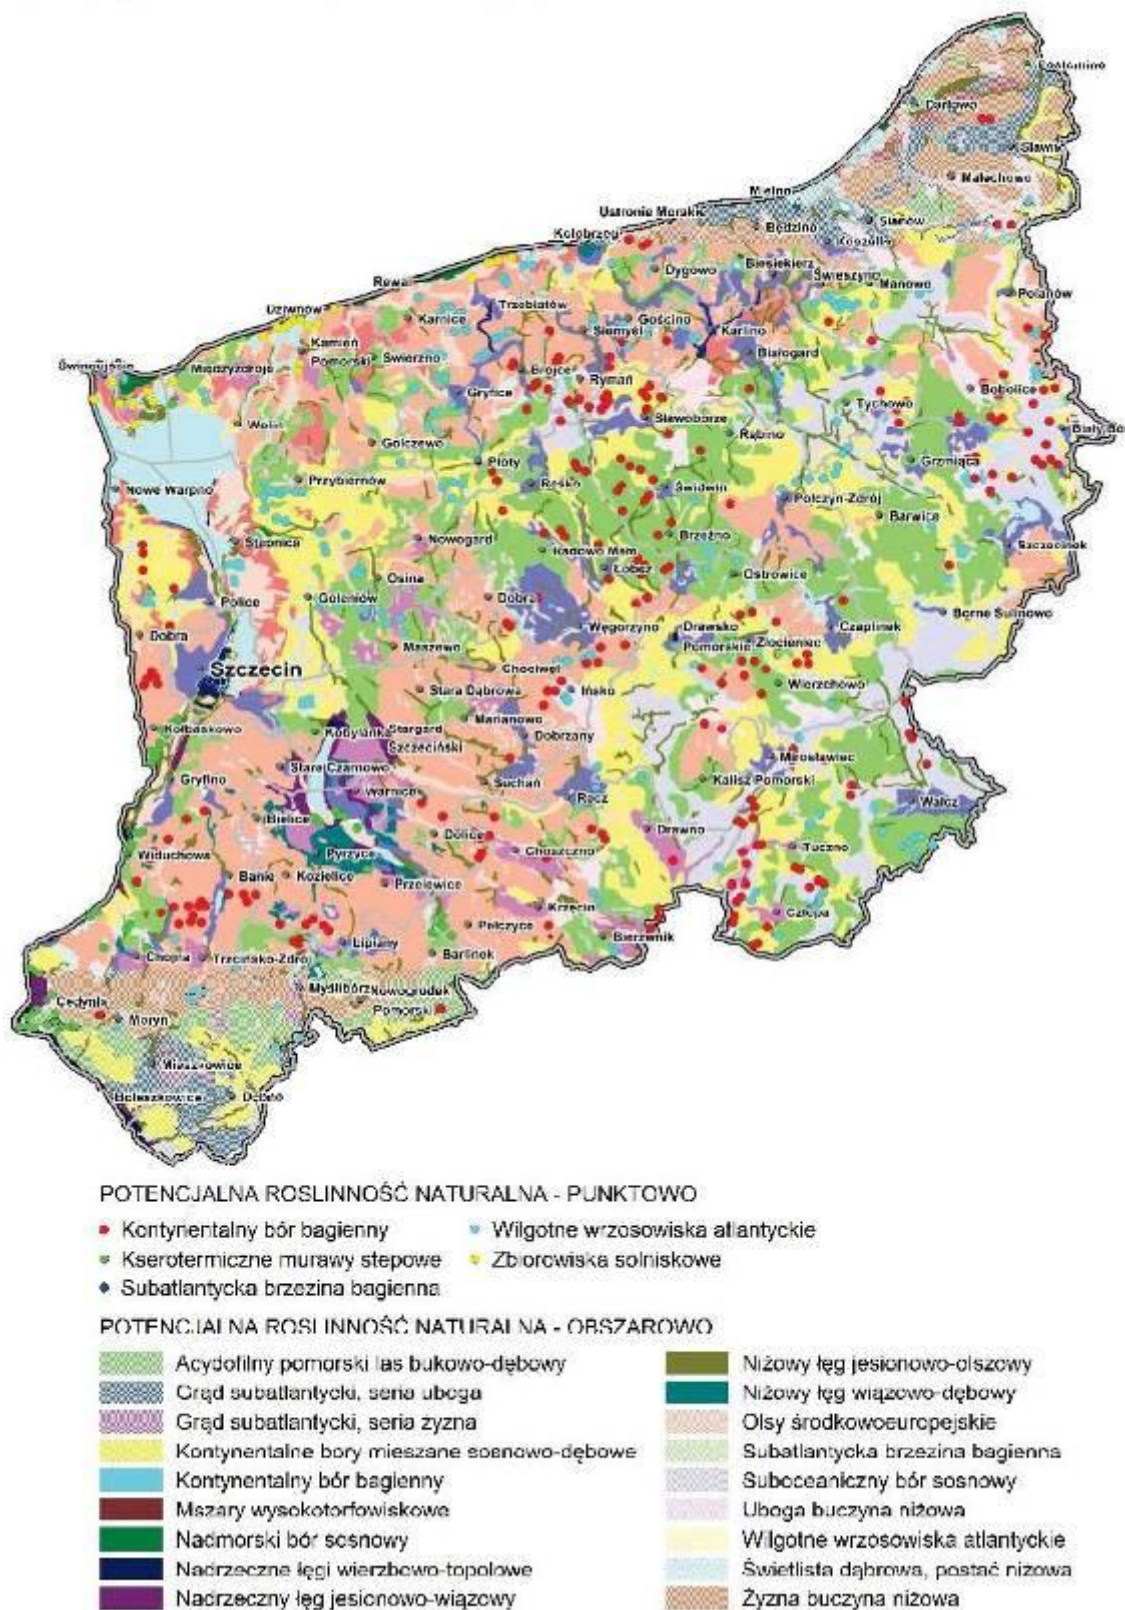 Darłowo
Sławno
Malechowo
Mielno
Ustronie Morskie
Sianów
Będzino
Kołobrzeg
Koszalin
Dygowo
Biesiekierz
Świeszyno
Manowo
Rewal
Polanów
Trzebiatów
Dziwnów
Karnice
Gościno
Siemyśl
Karlino
Kamień
Pomorski
Świerzno
Białogard
Świnoujście
Międzyzdroje
Brojce
Rymań
Bobolice
Gryfice
Tychowo
Sławoborze
Wolin
Rąbino
Golczewo
Płoty
Grzmiąca
Przybiernów
Resko
Świdwin
Nowe Warpno
Połczyn-Zdrój
Barwice
Stepnica
Nowogard
Brzeżno
Szczecinek
Radowo Małe
Łobez
Osina
Ostrowice
Goleniów
Dobra
Police
Borne Sulinowo
Węgorzyno
Drawsko
Pomorskie
Złocieniec
Czaplinek
Dobra
Maszewo
Szczecin
Chociwel
Stara Dąbrowa
Ińsko
Wierzchowo
Marianowo
Kołbaskowo
Kobylanka
Stargard
Szczeciński
Dobrzany
Mirosławiec
Stare Czarnowo
Gryfino
Suchań
Kalisz Pomorski
Warnice
Recz
Wałcz
Bielice
Dolice
Drawno
Widuchowa
Pyrzyce
Choszczno
Tuczno
Banie
Kozielice
Przelewice
Krzęcin
Człopa
Pełczyce
Bierzwnik
Lipiany
Chojna
Trzcińsko-Zdrój
Barlinek
Myślibórz
Nowogródek
Pomorski
Cedynia
Moryń
Mieszkowice
Boleszkowice
Dębno
POTENCJALNA ROSLINNOŚĆ NATURALNA - PUNKTOWO
Kontynentalny bór bagienny
Wilgotne wrzosowiska atlantyckie
Kserotermiczne murawy stepowe
Zbiorowiska solniskowe
Subatlantycka brzezina bagienna
POTENCJALNA ROSLINNOŚĆ NATURALNA - OBSZAROWO
Acydofilny pomorski las bukowo-dębowy
Niżowy łęg jesionowo-olszowy
Grąd subatlantycki, seria uboga
Niżowy łęg wiązowo-dębowy
Grąd subatlantycki, seria żyzna
Olsy środkowoeuropejskie
Kontynentalne bory mieszane sosnowo-dębowe
Subatlantycka brzezina bagienna
Kontynentalny bór bagienny
Suboceaniczny bór sosnowy
Mszary wysokotorfowiskowe
Uboga buczyna niżowa
Nadmorski bór sosnowy
Wilgotne wrzosowiska atlantyckie
Nadrzeczne łęgi wierzbowo-topolowe
Świetlista dąbrowa, postać niżowa
Nadrzeczny łęg jesionowo-wiązowy
Żyzna buczyna niżowa